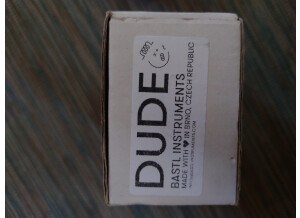 DUDE
BASTL INSTRUMENTS
MADE WITH ♥ IN BRNO, CZECH REPUBLIC